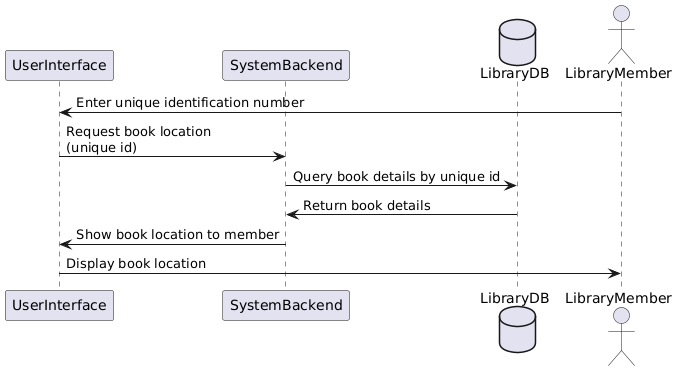 UserInterface
SystemBackend
LibraryDB
LibraryMember
Enter unique identification number
Request book location
(unique id)
Query book details by unique id
Return book details
Show book location to member
Display book location
UserInterface
SystemBackend
LibraryDB
LibraryMember